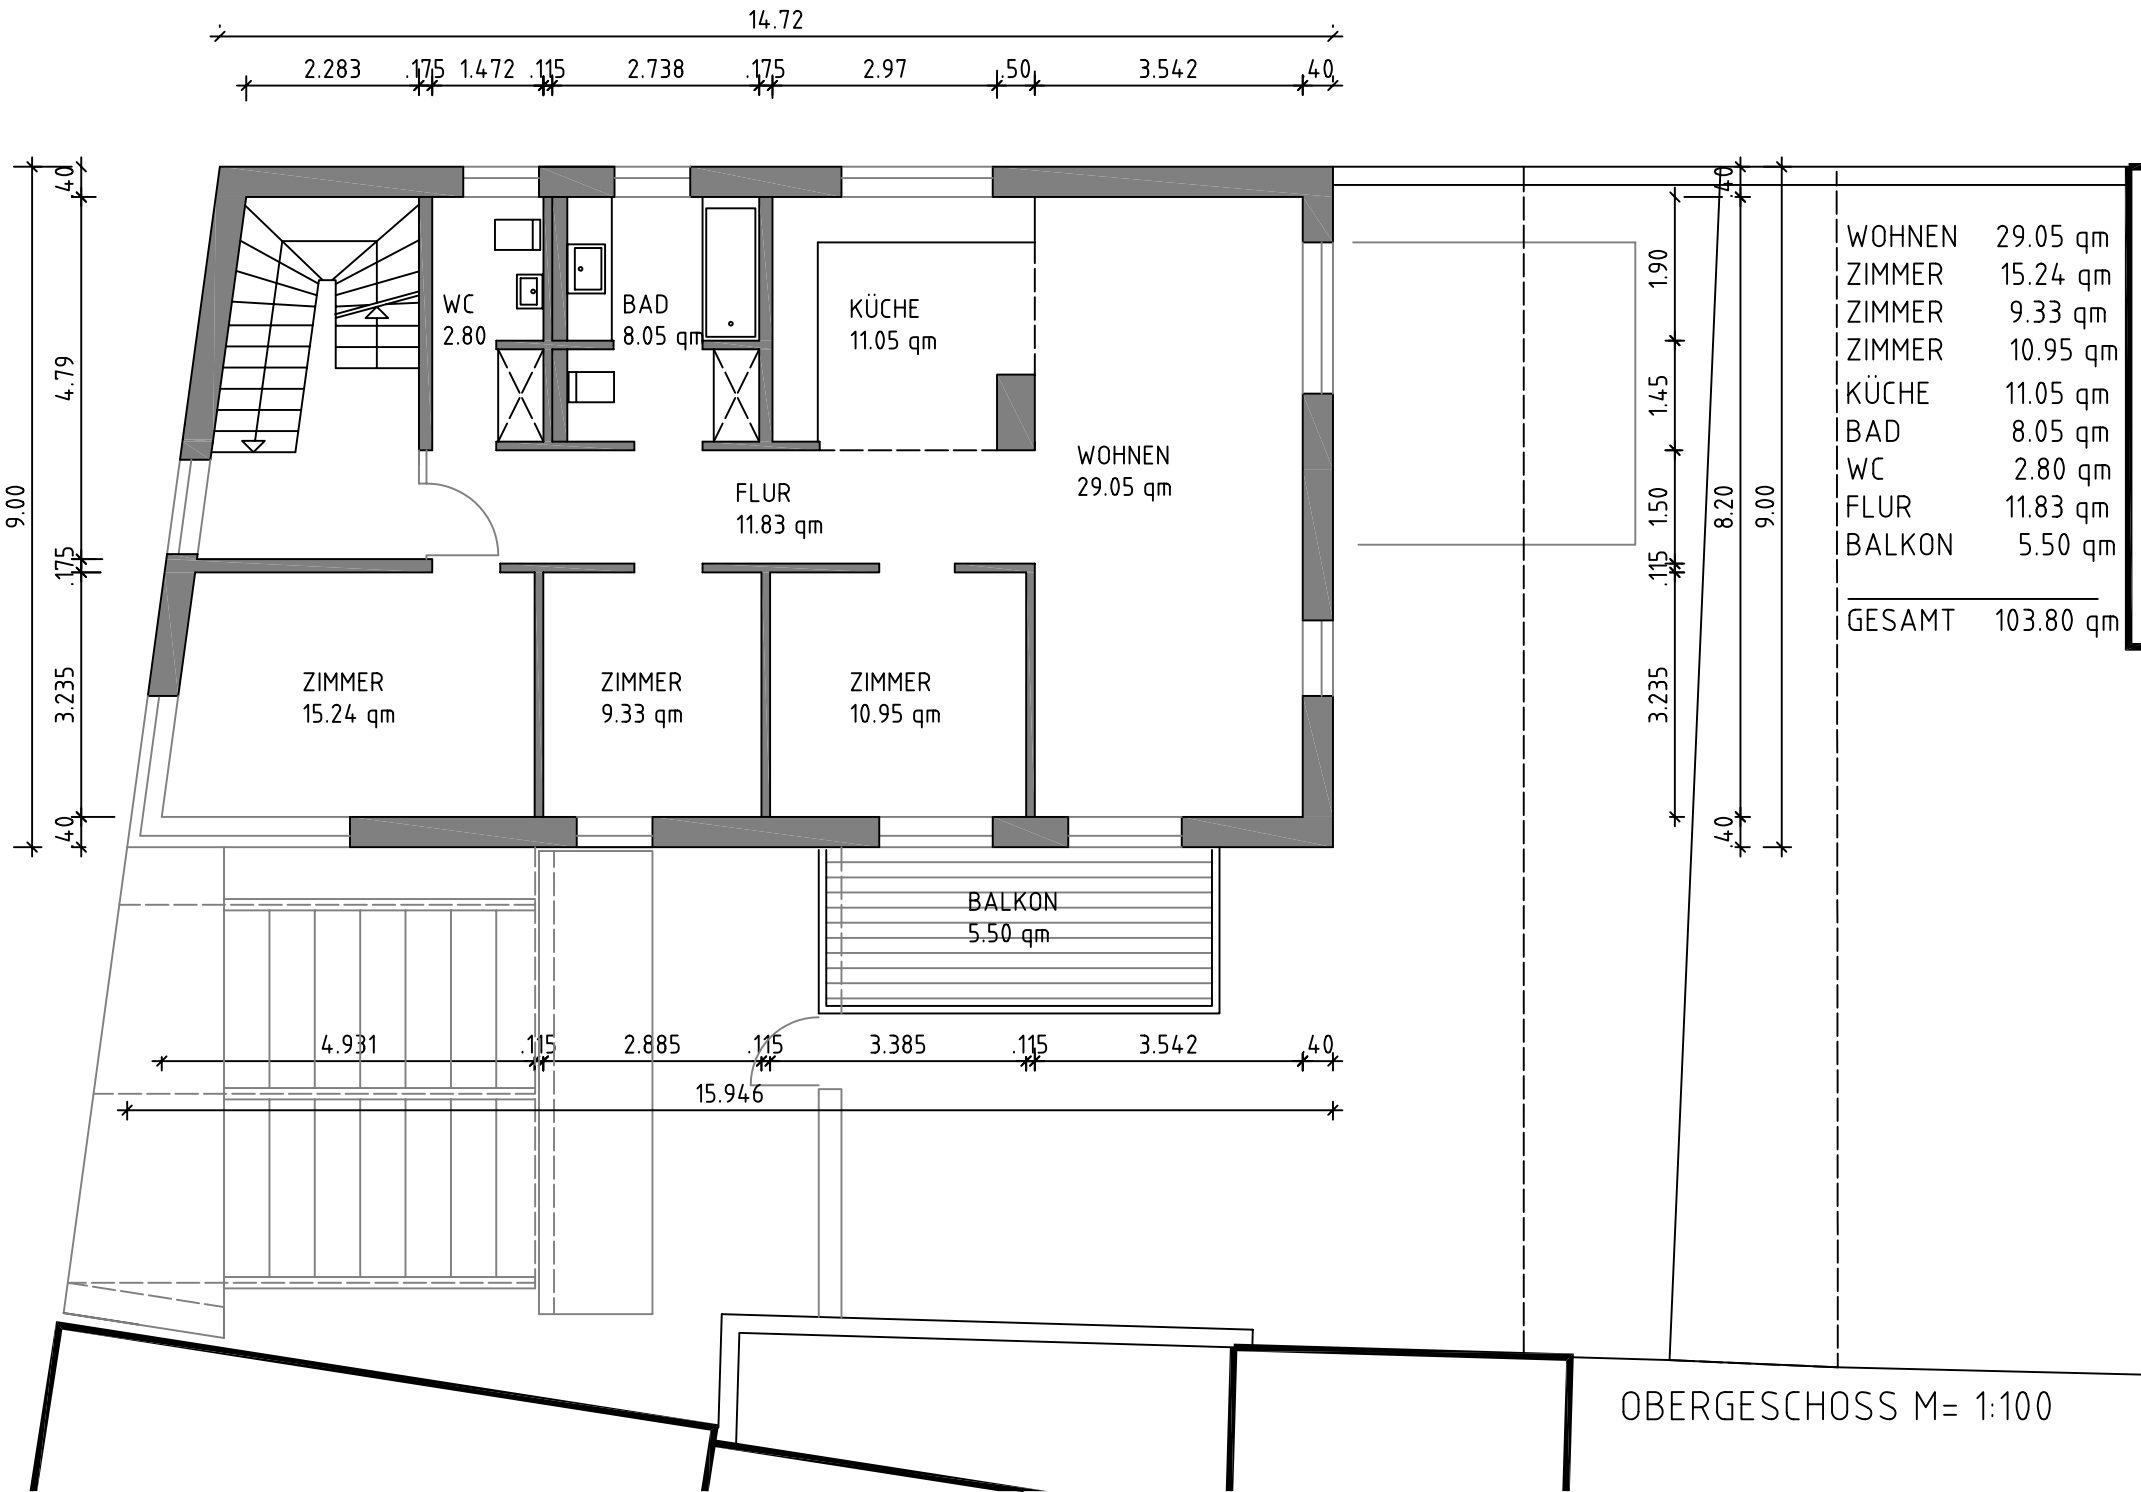 14.72
2.283 .175 1.472 .115 2.738 .175 2.97 .50 3.542 .40
9.00
.40
4.79
.175
3.235
.40
WC
2.80
BAD
8.05 qm
KÜCHE
11.05 qm
WOHNEN
29.05 qm
FLUR
11.83 qm
ZIMMER
15.24 qm
ZIMMER
9.33 qm
ZIMMER
10.95 qm
BALKON
5.50 qm
1.90
1.45
1.50
.115
3.235
.40
8.20
.40
9.00
WOHNEN 29.05 qm
ZIMMER 15.24 qm
ZIMMER 9.33 qm
ZIMMER 10.95 qm
KÜCHE 11.05 qm
BAD 8.05 qm
WC 2.80 qm
FLUR 11.83 qm
BALKON 5.50 qm
GESAMT 103.80 qm
4.931 .115 2.885 .115 3.385 .115 3.542 .40
15.946
OBERGESCHOSS M= 1:100